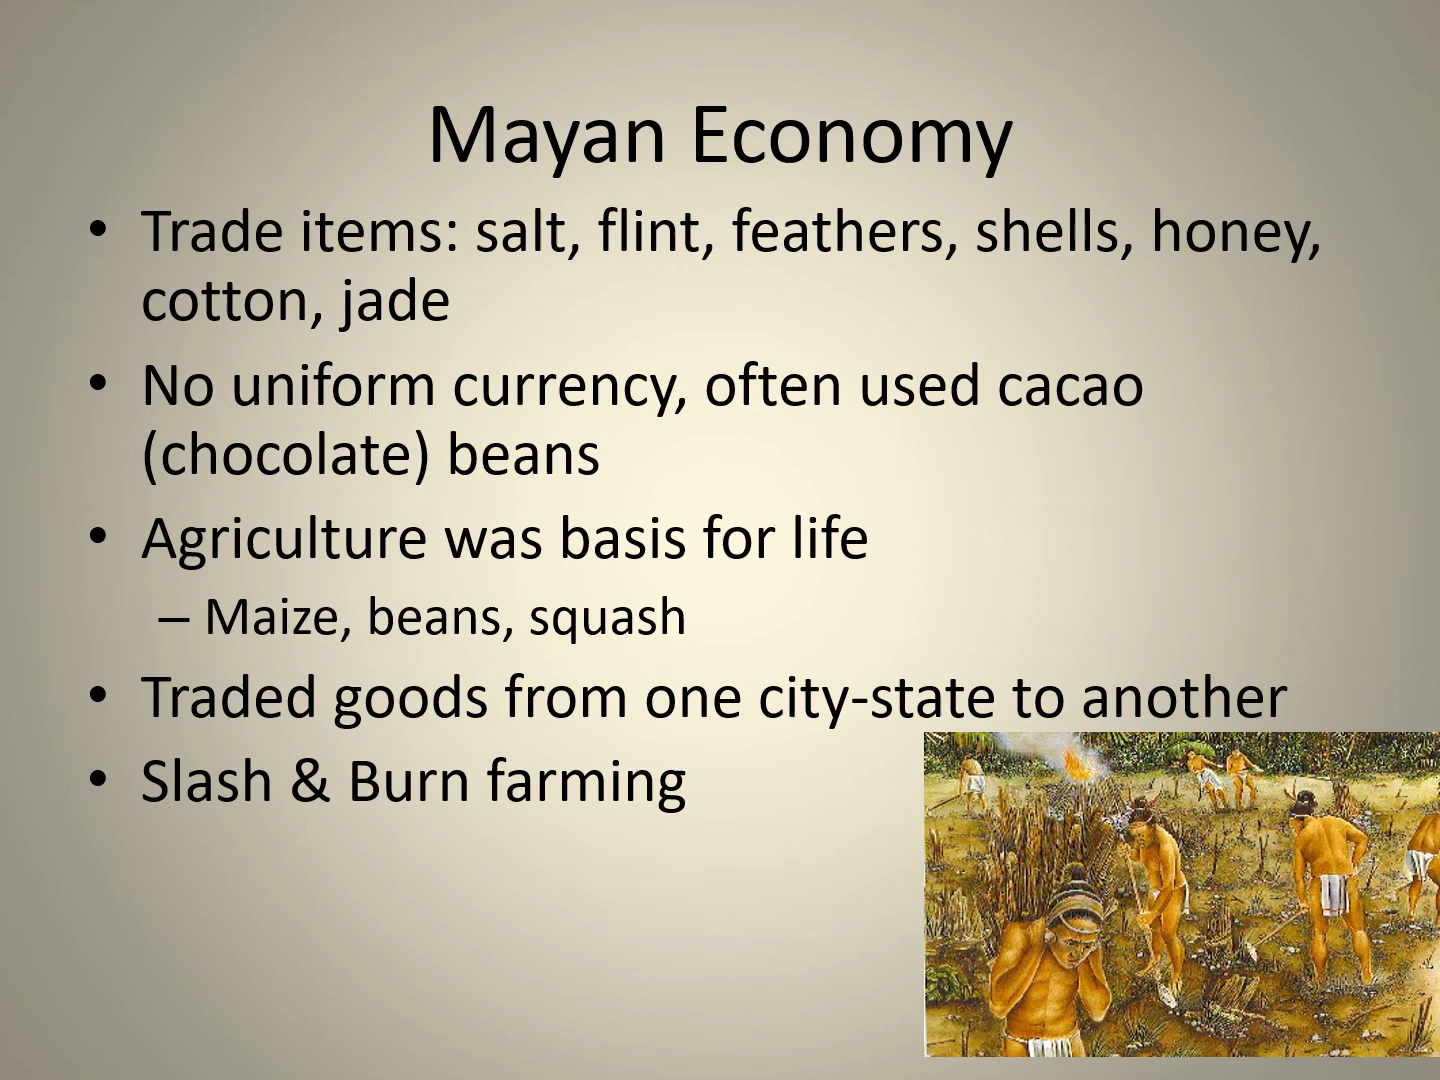 Mayan Economy
• Trade items: salt, flint, feathers, shells, honey,
cotton, jade
• No uniform currency, often used cacao
(chocolate) beans
• Agriculture was basis for life
– Maize, beans, squash
• Traded goods from one city-state to another
• Slash & Burn farming